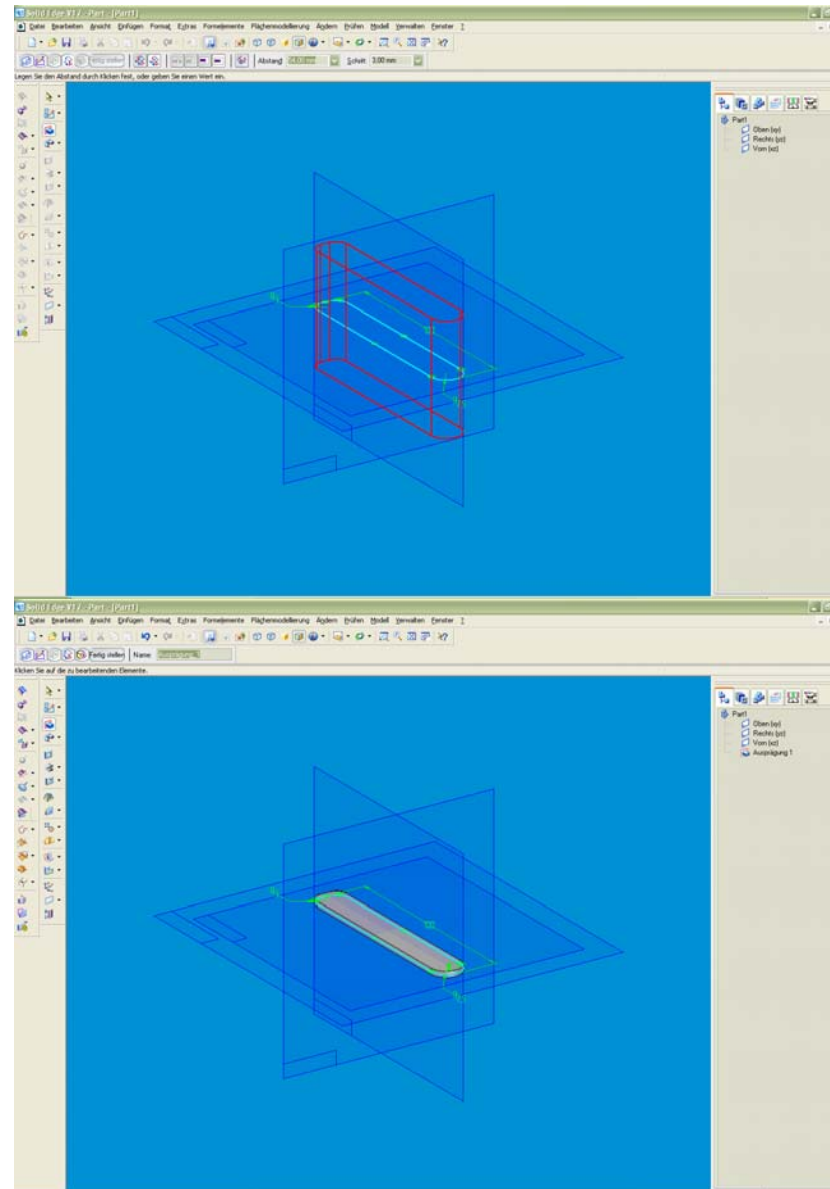 Solid Edge V17 - Part - [Part1]
Datei Bearbeiten Ansicht Einfügen Format Extras Formelemente Flächenmodellierung Ändern Prüfen Modell Verwalten Fenster ?
Fertig stellen Abstand: Schritt: 3,00 mm
Legen Sie den Abstand durch Klicken fest, oder geben Sie einen Wert ein.
Part1
Oben (xy)
Rechts (yz)
Vorn (xz)
Solid Edge V17 - Part - [Part1]
Datei Bearbeiten Ansicht Einfügen Format Extras Formelemente Flächenmodellierung Ändern Prüfen Modell Verwalten Fenster ?
Fertig stellen Name:
Klicken Sie auf die zu bearbeitenden Elemente.
Part1
Oben (xy)
Rechts (yz)
Vorn (xz)
Ausprägung 1